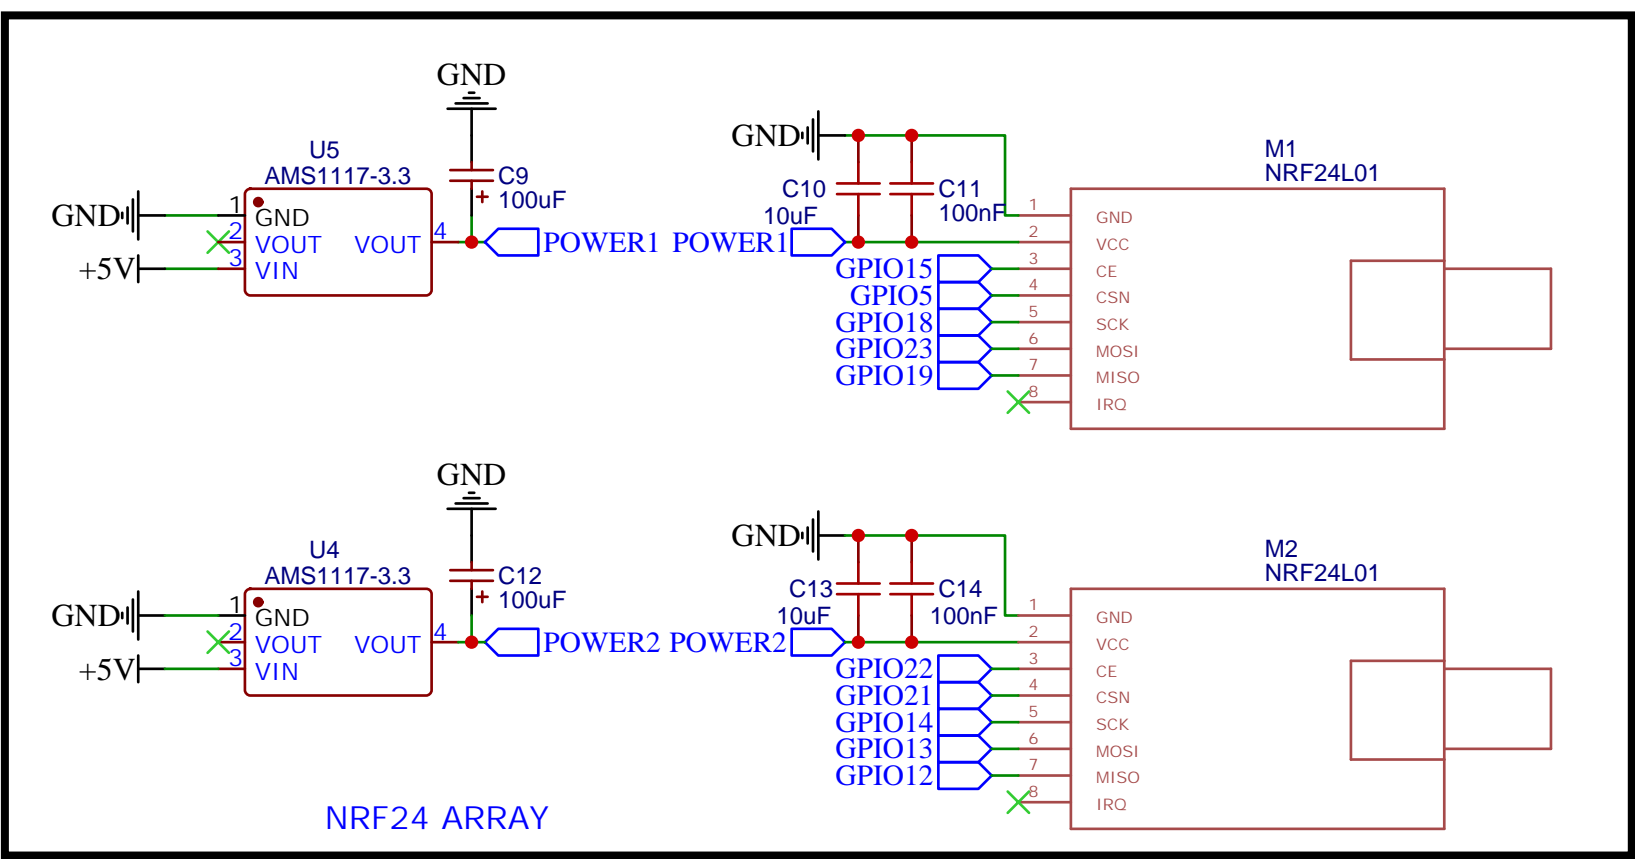 GND
U5
AMS1117-3.3
C9
100uF
GND
1
GND
2
VOUT
VOUT
4
3
VIN
+5V
POWER1
POWER1
GND
C10
10uF
C11
100nF
M1
NRF24L01
1
GND
2
VCC
GPIO15
3
CE
GPIO5
4
CSN
GPIO18
5
SCK
GPIO23
6
MOSI
GPIO19
7
MISO
8
IRQ
GND
U4
AMS1117-3.3
C12
100uF
GND
1
GND
2
VOUT
VOUT
4
3
VIN
+5V
POWER2
POWER2
GND
C13
10uF
C14
100nF
M2
NRF24L01
1
GND
2
VCC
GPIO22
3
CE
GPIO21
4
CSN
GPIO14
5
SCK
GPIO13
6
MOSI
GPIO12
7
MISO
8
IRQ
NRF24 ARRAY